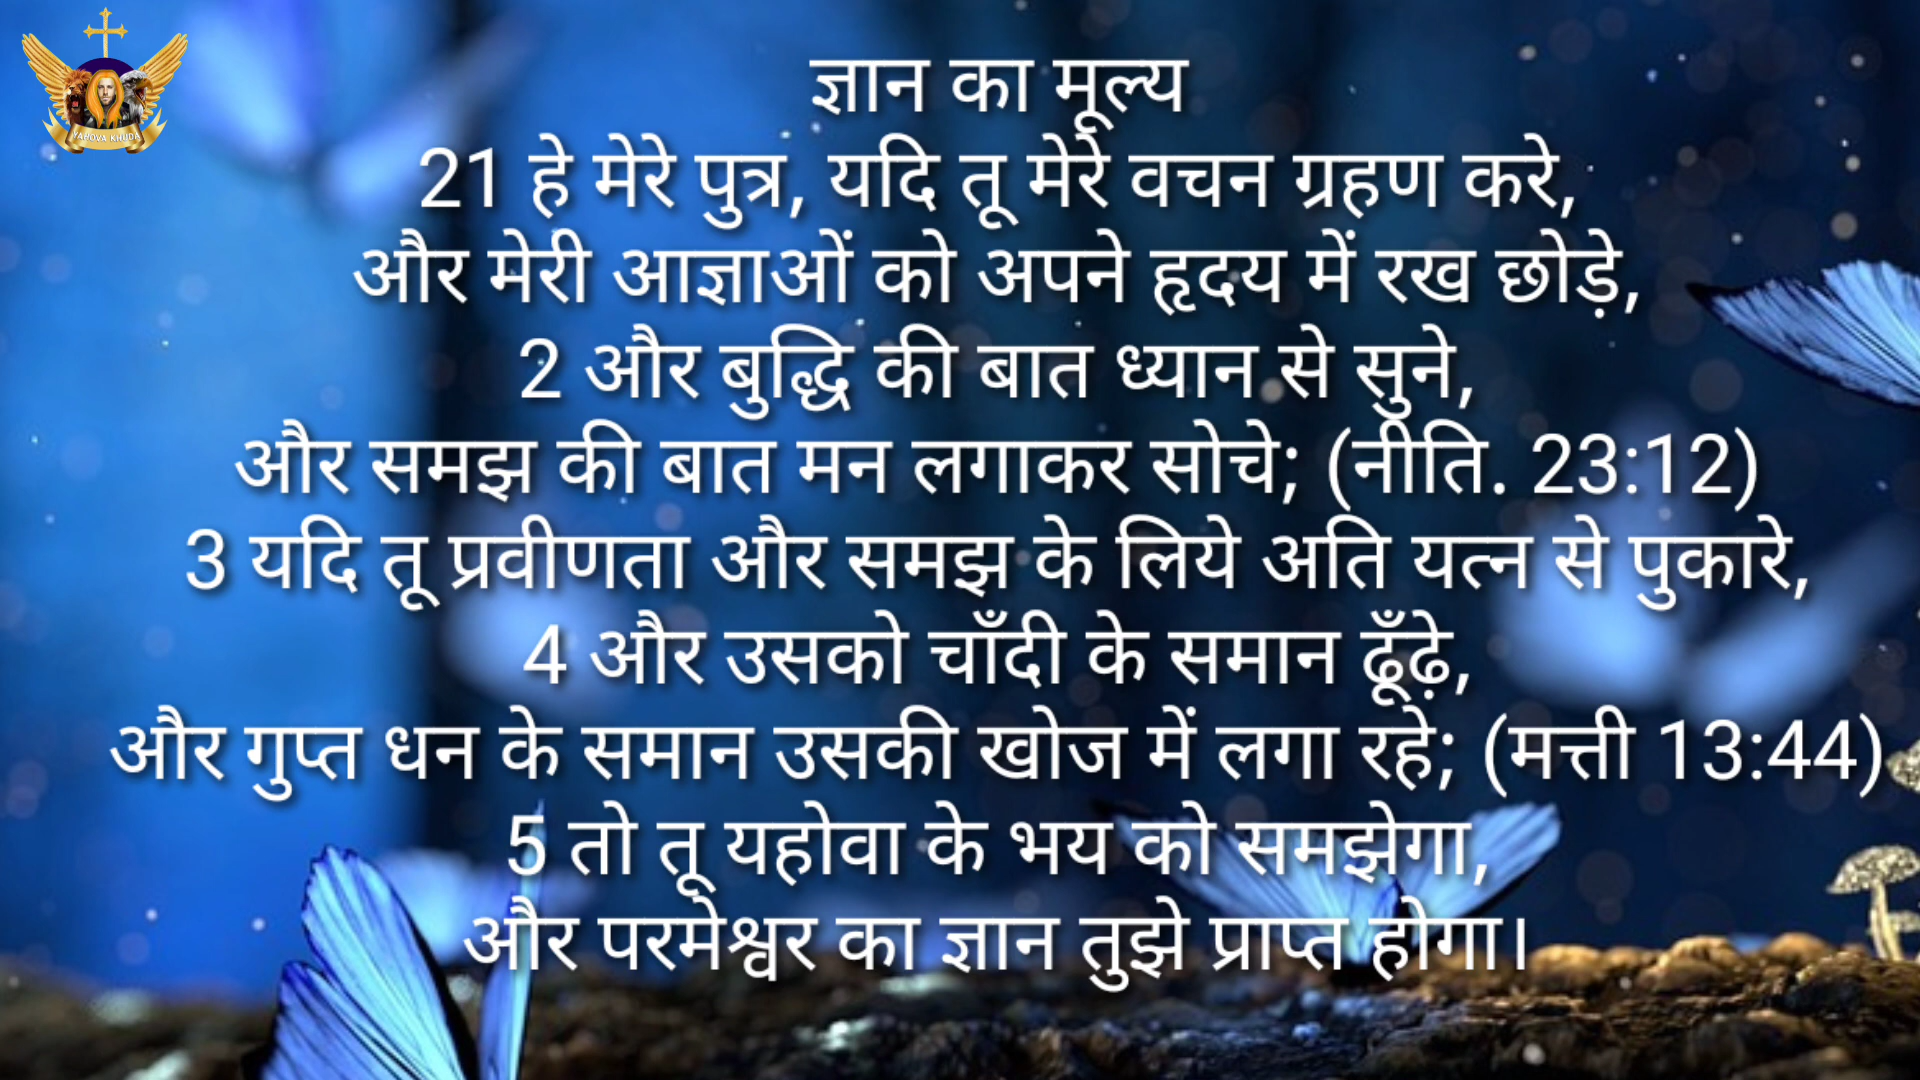 YAHOVA KHUDA
ज्ञान का मूल्य
21 हे मेरे पुत्र, यदि तू मेरे वचन ग्रहण करे,
और मेरी आज्ञाओं को अपने हृदय में रख छोड़े,
2 और बुद्धि की बात ध्यान से सुने,
और समझ की बात मन लगाकर सोचे; (नीति. 23:12)
3 यदि तू प्रवीणता और समझ के लिये अति यत्न से पुकारे,
4 और उसको चाँदी के समान ढूँढ़े,
और गुप्त धन के समान उसकी खोज में लगा रहे; (मत्ती 13:44)
5 तो तू यहोवा के भय को समझेगा,
और परमेश्वर का ज्ञान तुझे प्राप्त होगा।